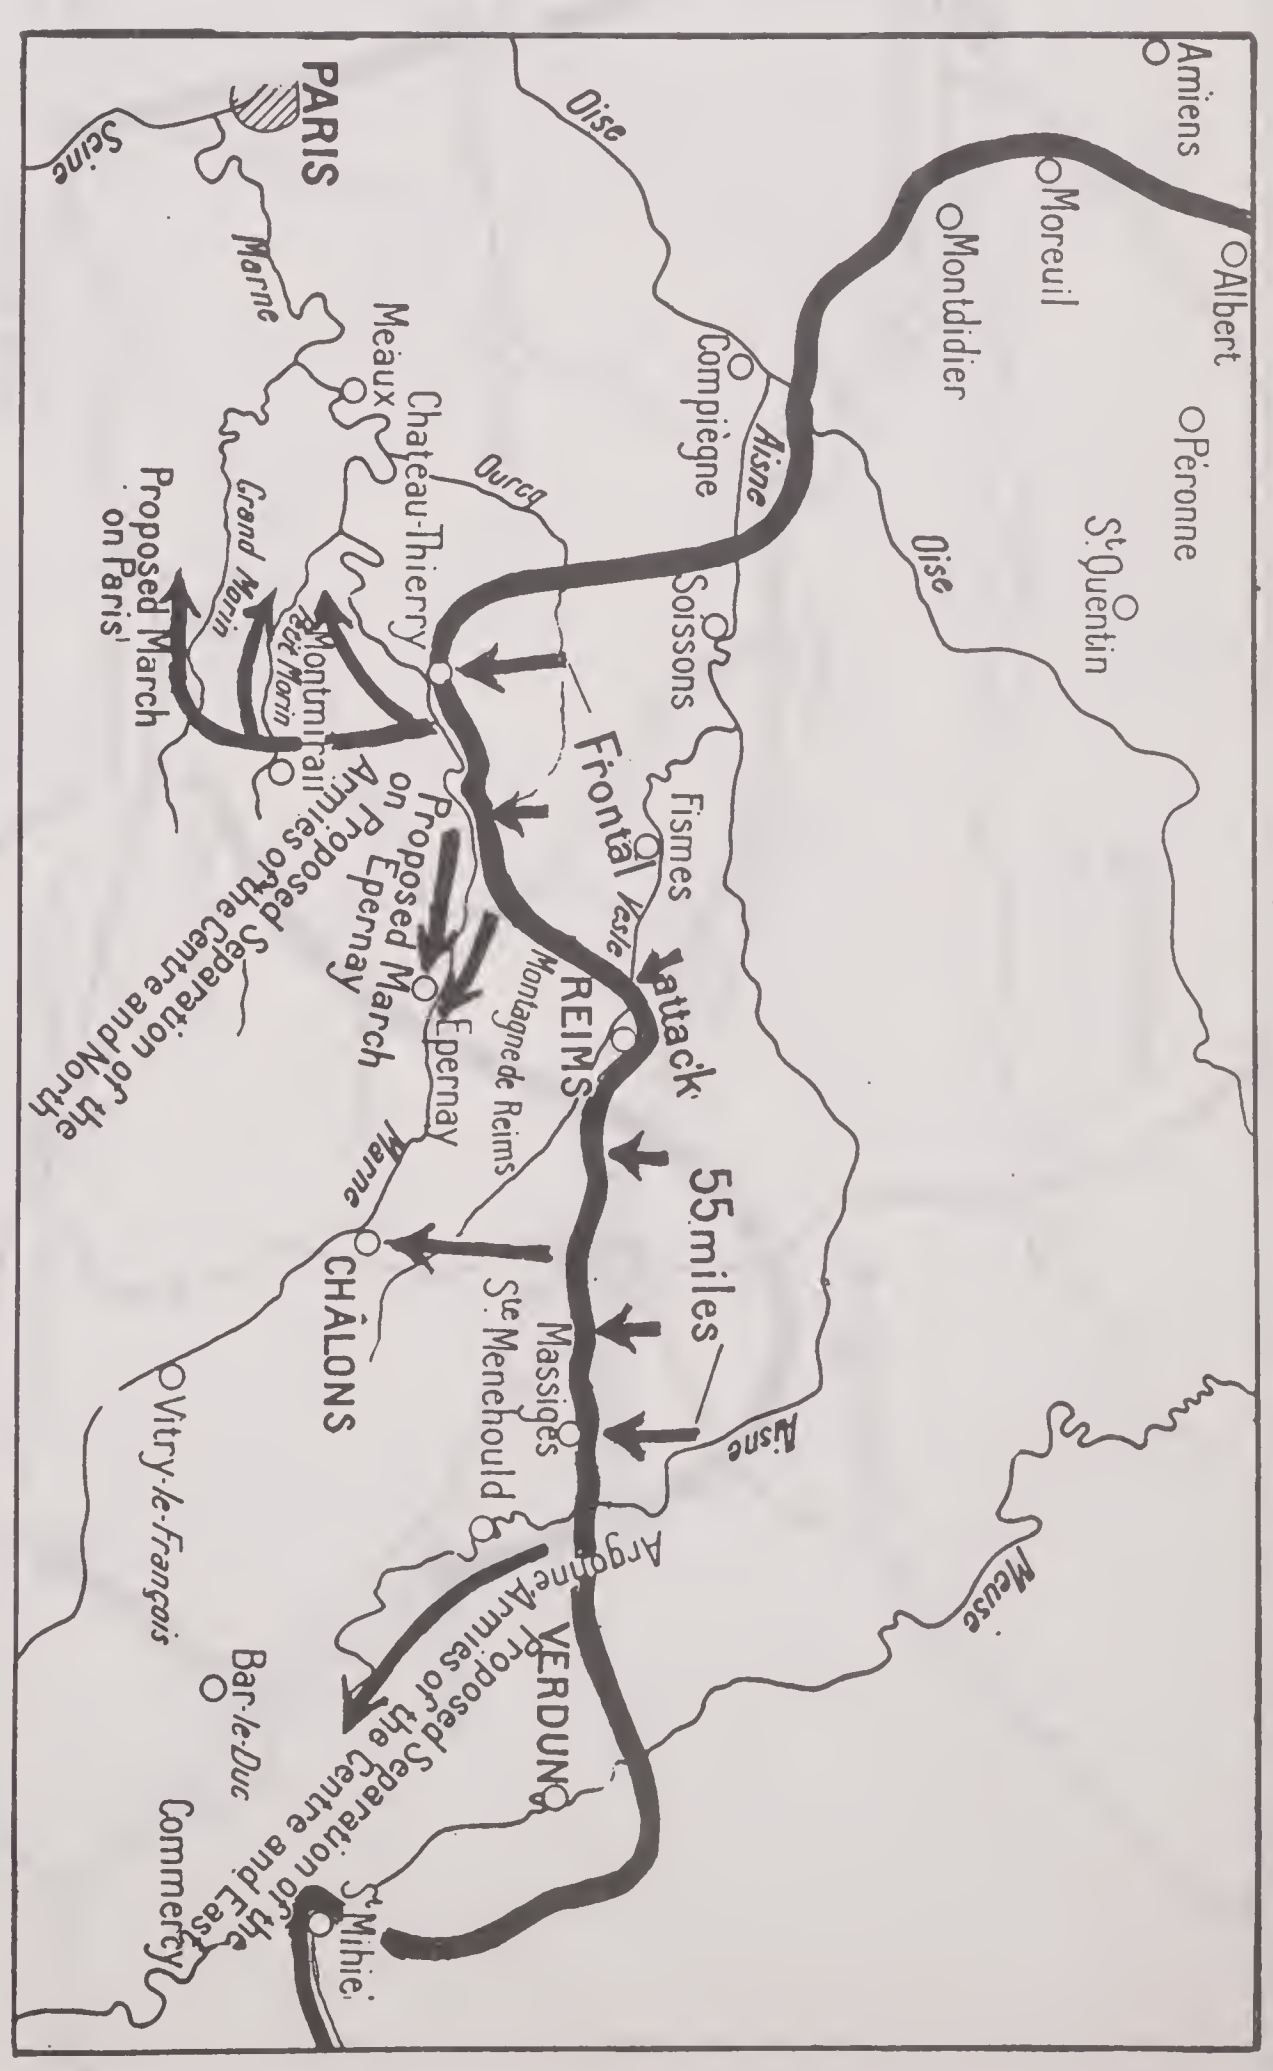 Amiens
Albert
Moreuil
Montdidier
Péronne
St. Quentin
Oise
Oise
Compiègne
Aisne
Soissons
PARIS
Seine
Marne
Meaux
Ourcq
Chateau-Thierry
Grand Morin
Petit Morin
Montmirail
Proposed March
on Paris
Frontal
attack
55 miles
Fismes
Vesle
REIMS
Montagne de Reims
Proposed March
on Epernay
Epernay
Proposed Separation of the
Armies of the Centre and North
Marne
CHÂLONS
Massiges
Ste Menehould
Aisne
Argonne
Meuse
VERDUN
Vitry-le-François
Bar-le-Duc
Proposed Separation of the
Armies of the Centre and East
Commercy
St. Mihiel